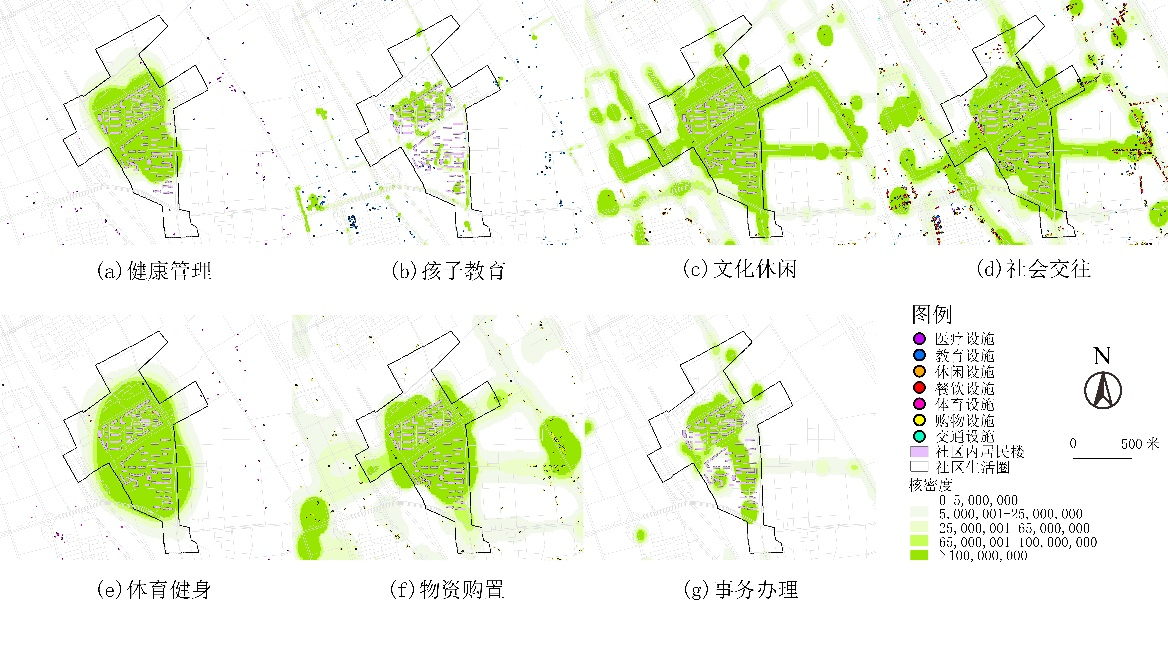 (a)健康管理
(b)孩子教育
(c)文化休闲
(d)社会交往
图例
医疗设施
教育设施
休闲设施
餐饮设施
体育设施
购物设施
交通设施
社区内居民楼
社区生活圈
核密度
0-5,000,000
5,000,001-25,000,000
25,000,001-65,000,000
65,000,001-100,000,000
>100,000,000
N
0 500 米
(e)体育健身
(f)物资购置
(g)事务办理